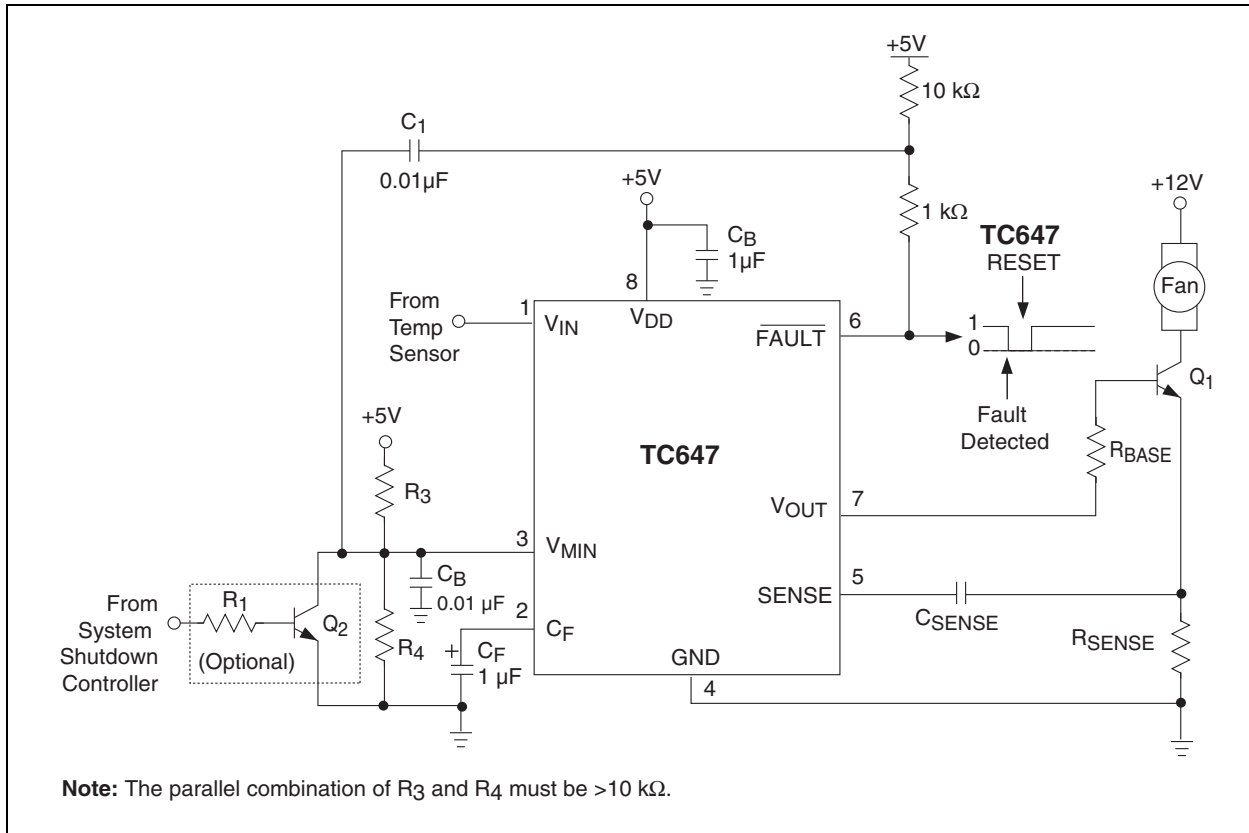 +5V
10 kΩ
C1
0.01µF
+5V
1 kΩ
+12V
CB
1µF
TC647
RESET
Fan
8
VDD
From
Temp
Sensor
1
VIN
6
FAULT
1
0
Q1
Fault
Detected
+5V
TC647
RBASE
R3
VOUT
7
3
VMIN
CB
0.01 µF
SENSE
5
CSENSE
From
System
Shutdown
Controller
R1
(Optional)
Q2
R4
2
CF
CF
+
1 µF
GND
4
RSENSE
Note: The parallel combination of R3 and R4 must be >10 kΩ.